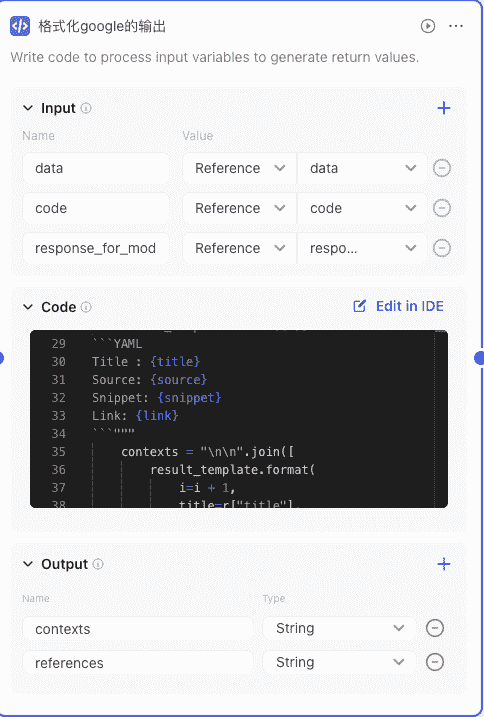 格式化google的输出
Write code to process input variables to generate return values.
Input
Name Value
data Reference data
code Reference code
response_for_mod Reference respo...
Code Edit in IDE
29 ```YAML
30 Title : {title}
31 Source: {source}
32 Snippet: {snippet}
33 Link: {link}
34 ```"""
35 contexts = "\n\n".join([
36 result_template.format(
37 i=i + 1,
38 title=r["title"],
Output
Name Type
contexts String
references String